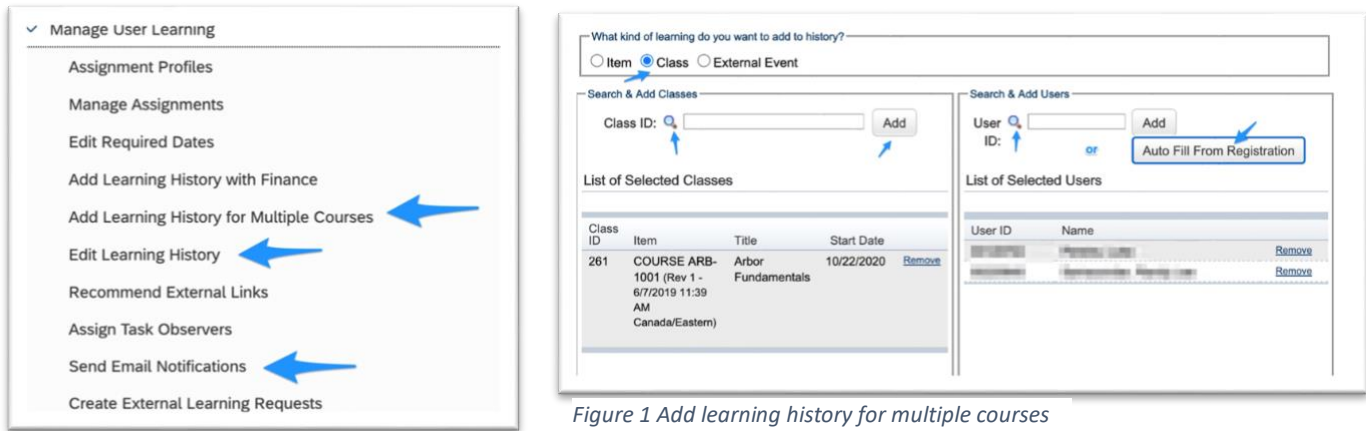 Manage User Learning
Assignment Profiles
Manage Assignments
Edit Required Dates
Add Learning History with Finance
Add Learning History for Multiple Courses
Edit Learning History
Recommend External Links
Assign Task Observers
Send Email Notifications
Create External Learning Requests
What kind of learning do you want to add to history?
Item Class External Event
Search & Add Classes
Class ID: Add
List of Selected Classes
Class
ID Item Title Start Date
261 COURSE ARB- Arbor 10/22/2020 Remove
1001 (Rev 1 - Fundamentals
6/7/2019 11:39
AM
Canada/Eastern)
Search & Add Users
User Add
ID: or Auto Fill From Registration
List of Selected Users
User ID Name
Remove
Remove
Figure 1 Add learning history for multiple courses